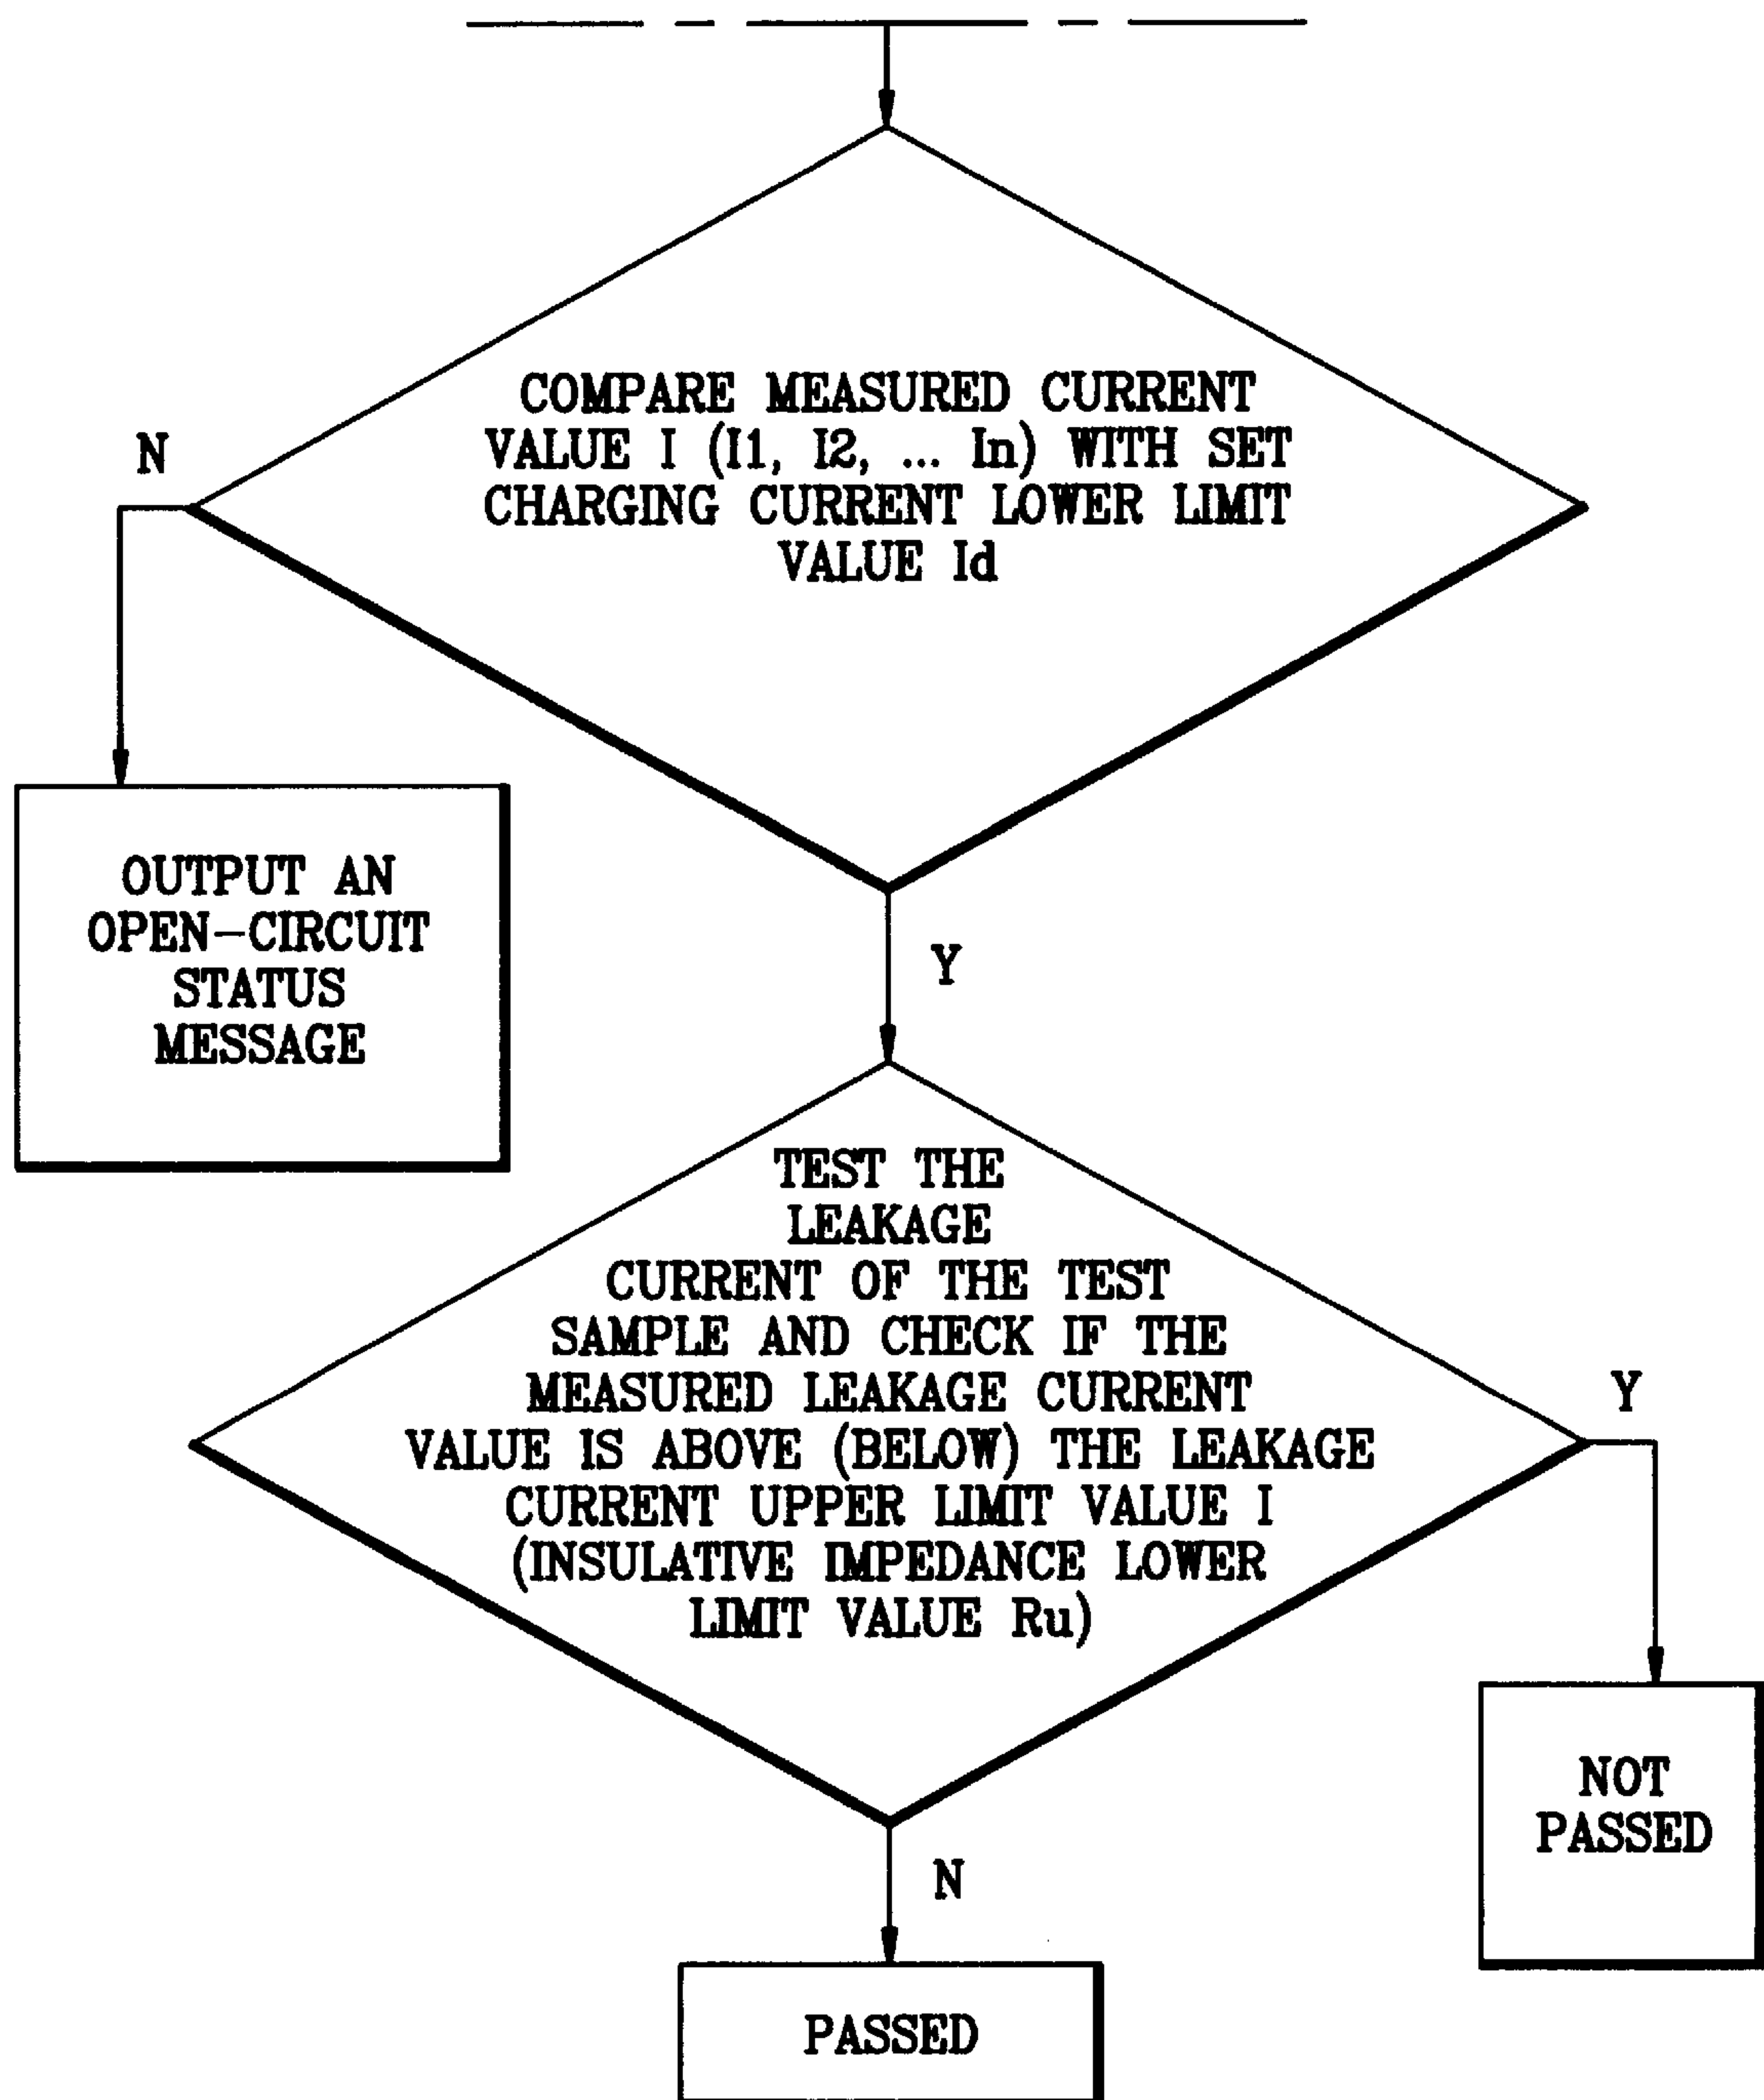 COMPARE MEASURED CURRENT
VALUE I (I1, I2, ... In) WITH SET
CHARGING CURRENT LOWER LIMIT
VALUE Id
N
OUTPUT AN
OPEN-CIRCUIT
STATUS
MESSAGE
Y
TEST THE
LEAKAGE
CURRENT OF THE TEST
SAMPLE AND CHECK IF THE
MEASURED LEAKAGE CURRENT
VALUE IS ABOVE (BELOW) THE LEAKAGE
CURRENT UPPER LIMIT VALUE I
(INSULATIVE IMPEDANCE LOWER
LIMIT VALUE Ru)
Y
NOT
PASSED
N
PASSED